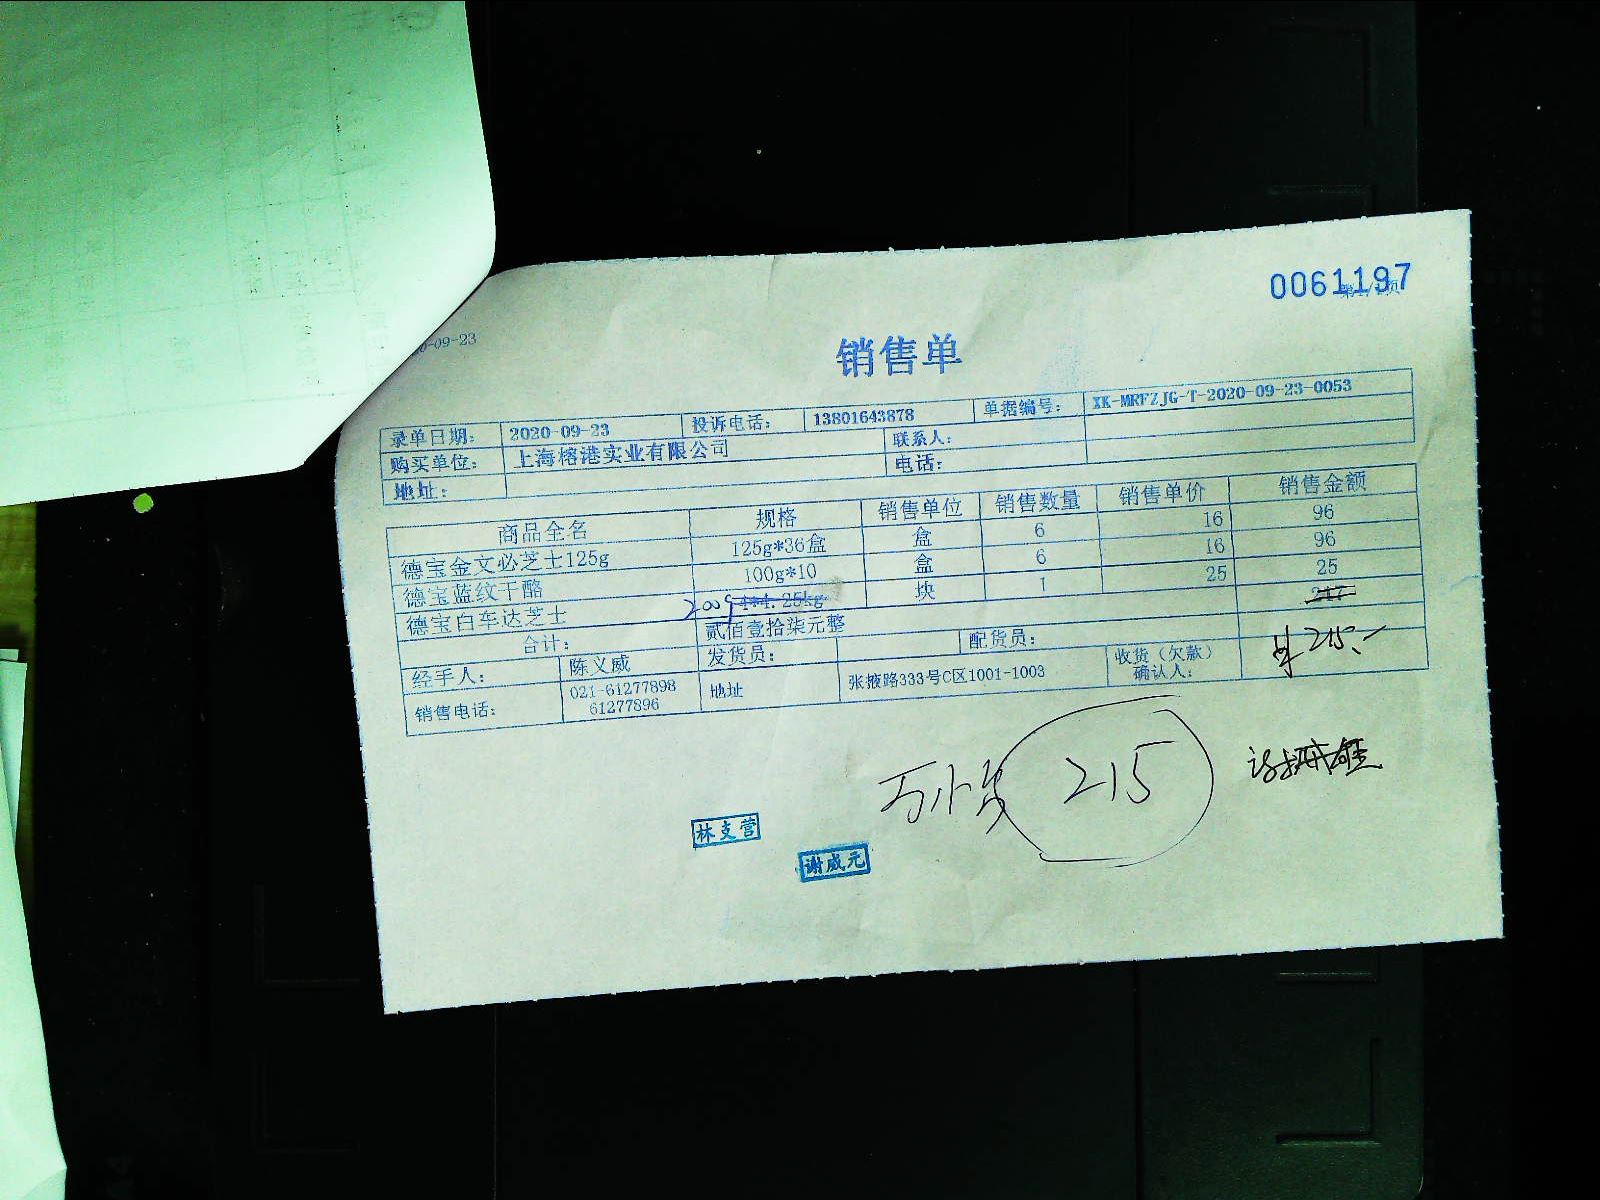 0061197
0-09-23
销售单
录单日期： 2020-09-23 投诉电话： 13801643878 单据编号： XK-MRFZJG-T-2020-09-23-0053
购买单位： 上海榕港实业有限公司 联系人：
地址： 电话：
商品全名 规格 销售单位 销售数量 销售单价 销售金额
德宝金文必芝士125g 125g*36盒 盒 6 16 96
德宝蓝纹干酪 100g*10 盒 6 16 96
德宝白车达芝士 200g 4*4.25kg 块 1 25 25
合计： 贰佰壹拾柒元整 217
经手人： 陈义威 发货员： 配货员： 收货（欠款）确认人： 215.
销售电话： 021-61277898 61277896 地址 张掖路333号C区1001-1003
215
林支营
谢威元